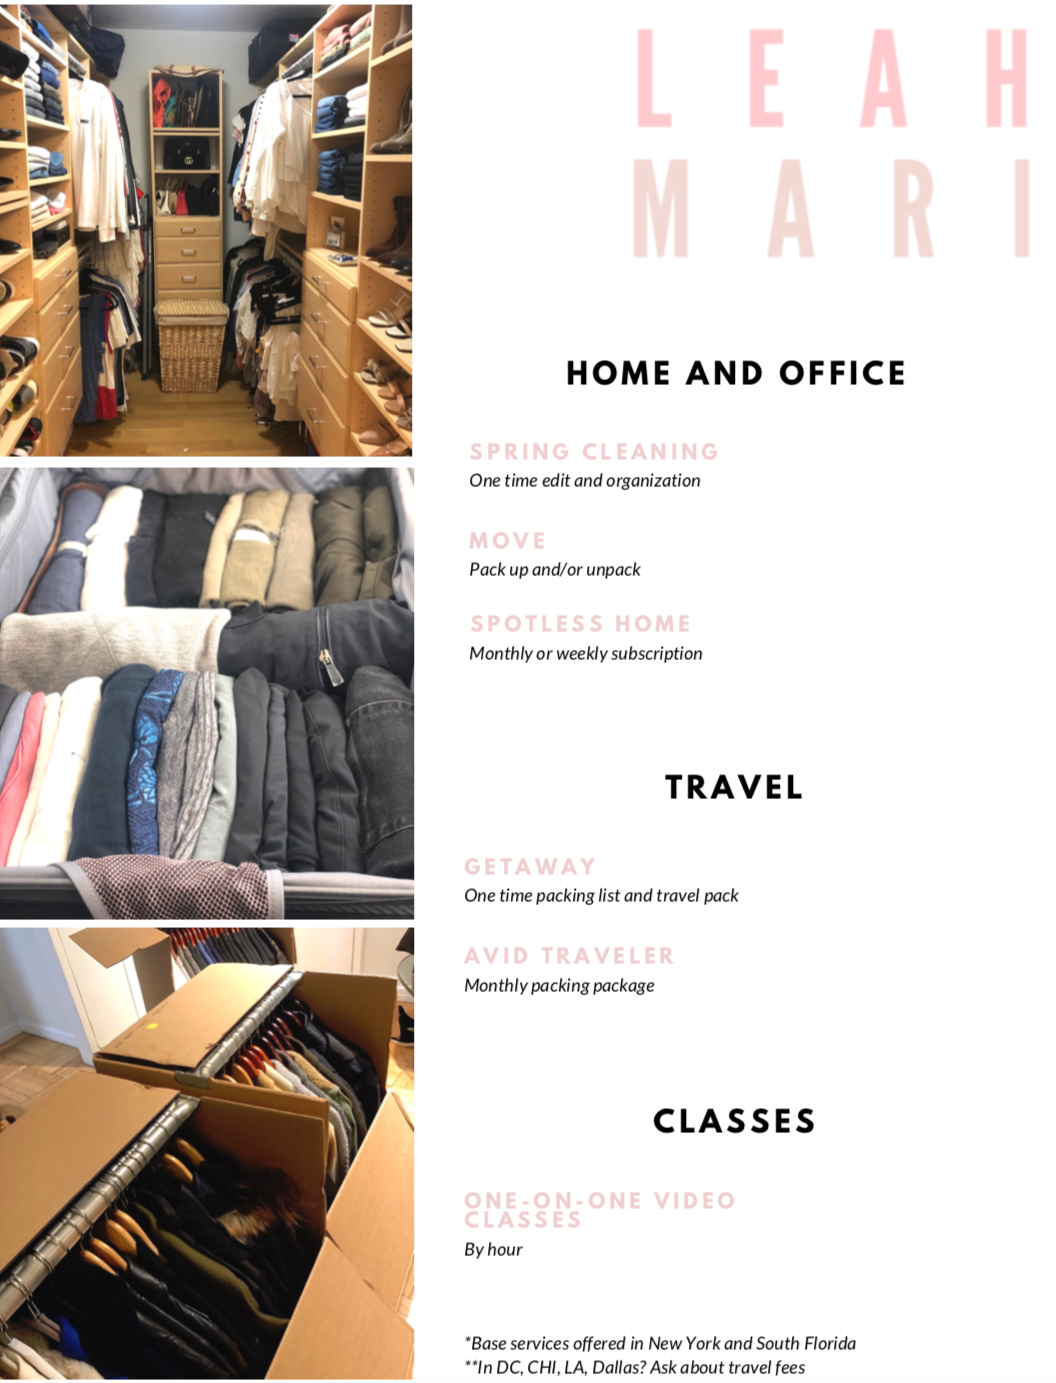 LEAH
MARI
HOME AND OFFICE
SPRING CLEANING
One time edit and organization
MOVE
Pack up and/or unpack
SPOTLESS HOME
Monthly or weekly subscription
TRAVEL
GETAWAY
One time packing list and travel pack
AVID TRAVELER
Monthly packing package
CLASSES
ONE-ON-ONE VIDEO
CLASSES
By hour
*Base services offered in New York and South Florida
**In DC, CHI, LA, Dallas? Ask about travel fees